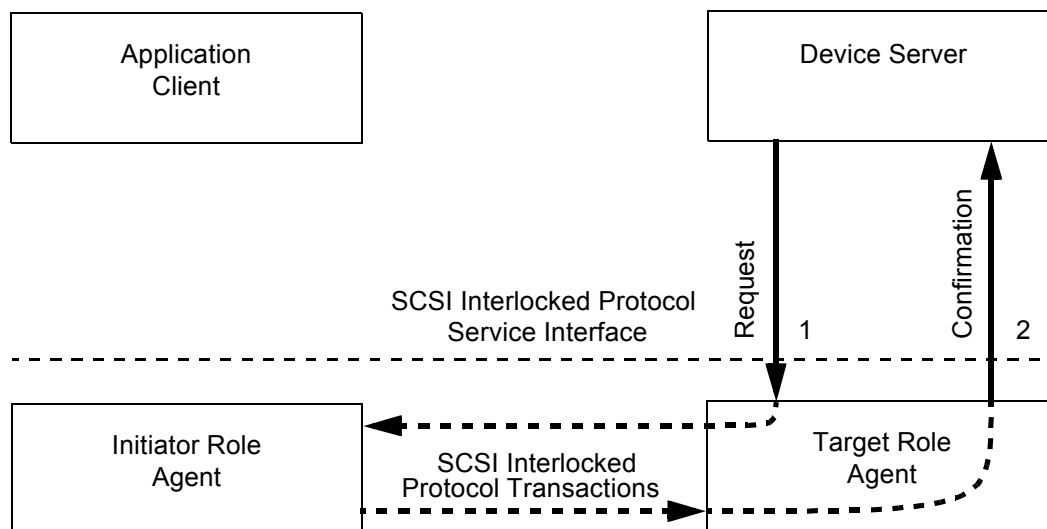 Application
Client
Device Server
Request
1
Confirmation
2
SCSI Interlocked Protocol
Service Interface
Initiator Role
Agent
SCSI Interlocked
Protocol Transactions
Target Role
Agent